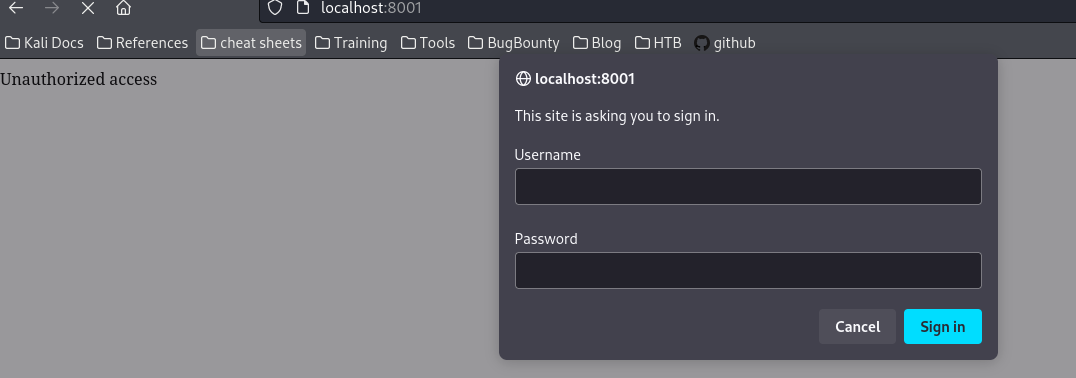 localhost:8001
Kali Docs References cheat sheets Training Tools BugBounty Blog HTB github
Unauthorized access
localhost:8001
This site is asking you to sign in.
Username
Password
Cancel Sign in